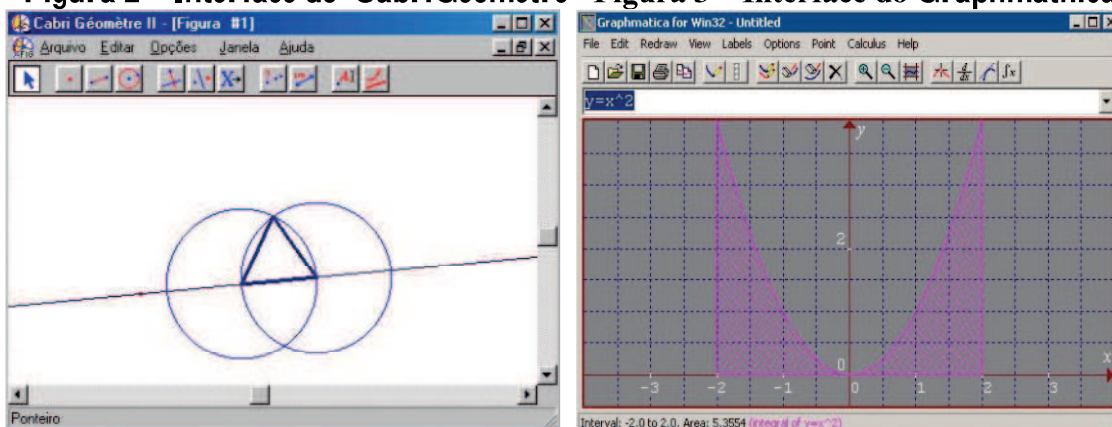 Figura 2 – Interface do Cabri Géomètre
Figura 3 – Interface do Graphmathica
Cabri Géomètre II - [Figura #1]
Arquivo Editar Opções Janela Ajuda
Ponteiro
Graphmatica for Win32 - Untitled
File Edit Redraw View Labels Options Point Calculus Help
y=x^2
y
2
0
x
-3 -2 -1 0 1 2 3
Interval: -2.0 to 2.0. Area: 5.3554 (integral of y=x^2)